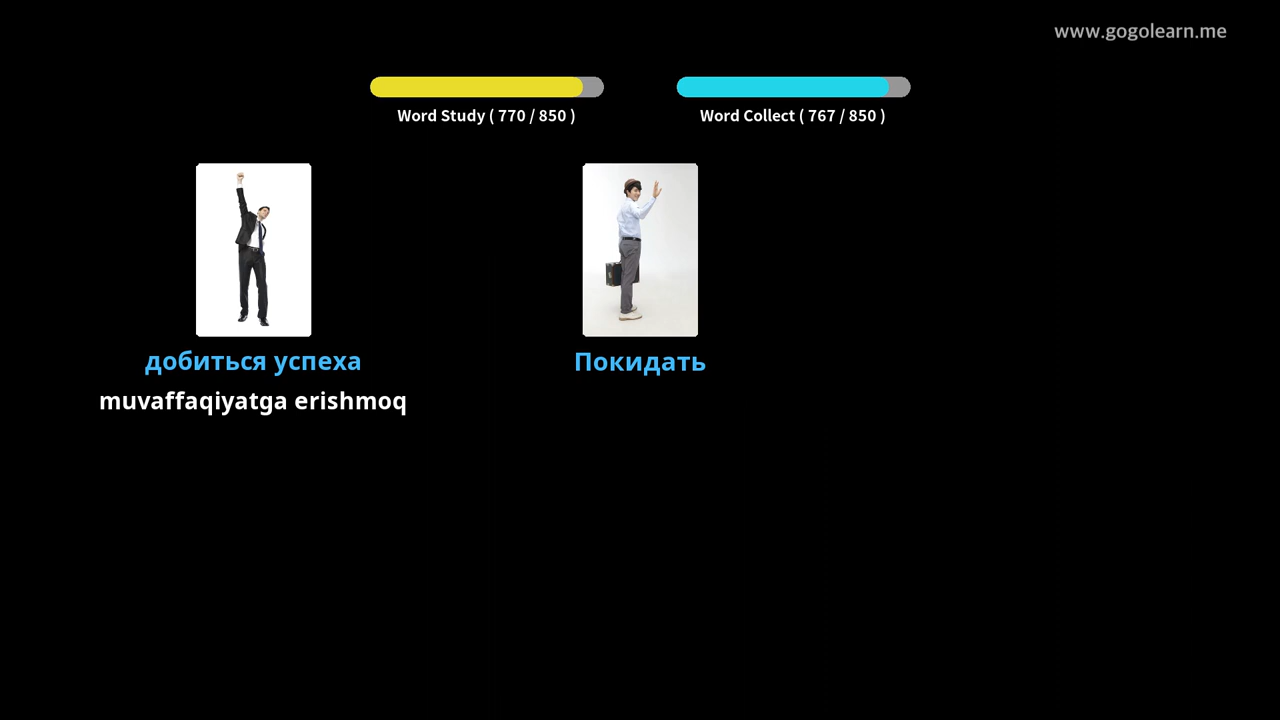 www.gogolearn.me
Word Study ( 770 / 850 )
Word Collect ( 767 / 850 )
добиться успеха
Покидать
muvaffaqiyatga erishmoq